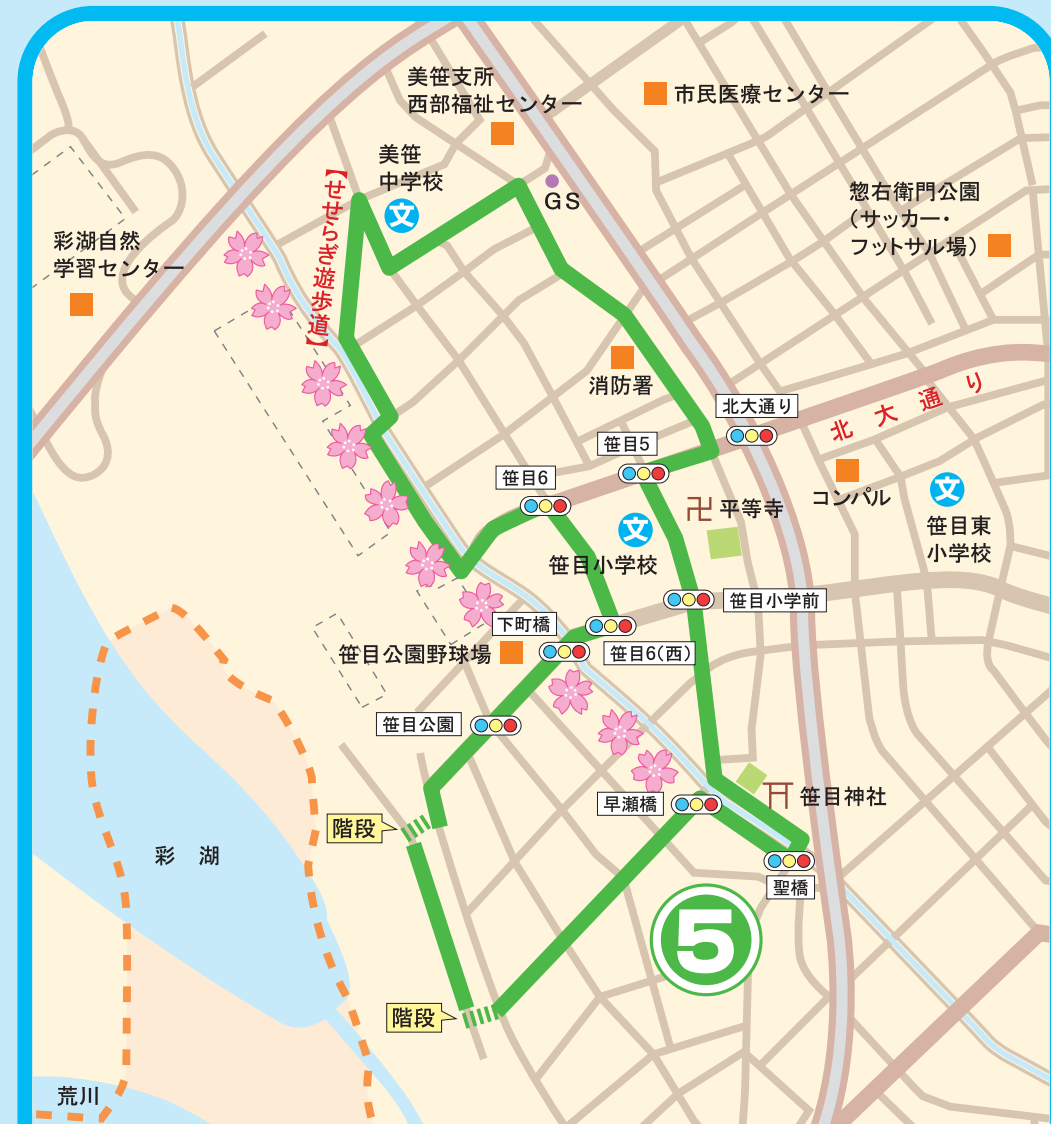 美笹支所
西部福祉センター
市民医療センター
美笹
中学校
文
GS
【せせらぎ遊歩道】
惣右衛門公園
(サッカー・
フットサル場)
彩湖自然
学習センター
消防署
北大通り
北大通り
笹目5
笹目6
コンパル
文
笹目東
小学校
平等寺
文
笹目小学校
笹目小学前
下町橋
笹目6(西)
笹目公園野球場
笹目公園
階段
早瀬橋
笹目神社
彩 湖
聖橋
5
階段
荒川